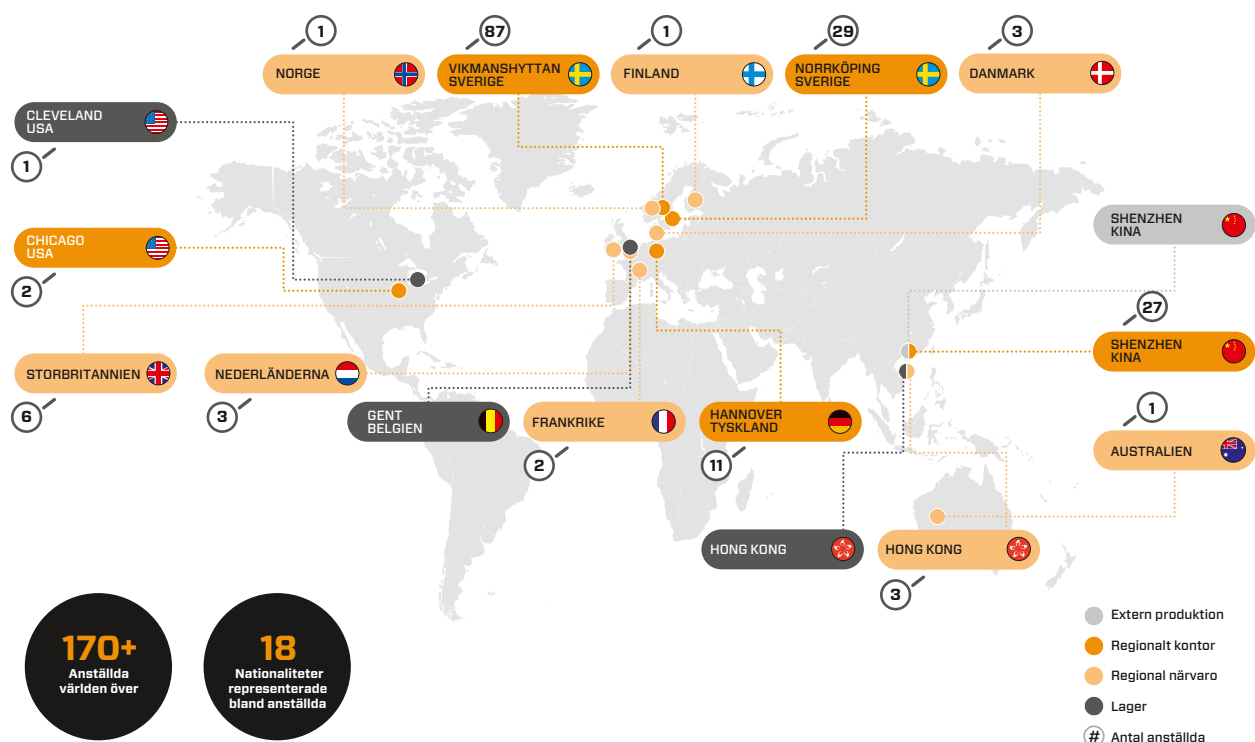 1
NORGE
87
VIKMANSHYTTAN
SVERIGE
1
FINLAND
29
NORRKÖPING
SVERIGE
3
DANMARK
CLEVELAND
USA
1
CHICAGO
USA
2
SHENZHEN
KINA
27
SHENZHEN
KINA
STORBRITANNIEN
6
NEDERLÄNDERNA
3
GENT
BELGIEN
FRANKRIKE
2
HANNOVER
TYSKLAND
11
1
AUSTRALIEN
HONG KONG
HONG KONG
3
170+
Anställda
världen över
18
Nationaliteter
representerade
bland anställda
Extern produktion
Regionalt kontor
Regional närvaro
Lager
# Antal anställda